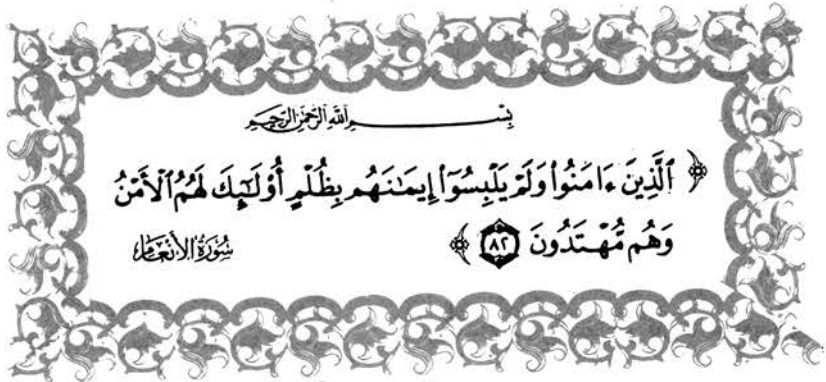 بِسْمِ اللَّهِ الرَّحْمَٰنِ الرَّحِيمِ
﴿ ٱلَّذِينَ ءَامَنُوا۟ وَلَمْ يَلْبِسُوٓا۟ إِيمَٰنَهُم بِظُلْمٍ أُو۟لَٰٓئِكَ لَهُمُ ٱلْأَمْنُ
وَهُم مُّهْتَدُونَ ٨٢ ﴾ سُورَةُ الأَنْعَامِ